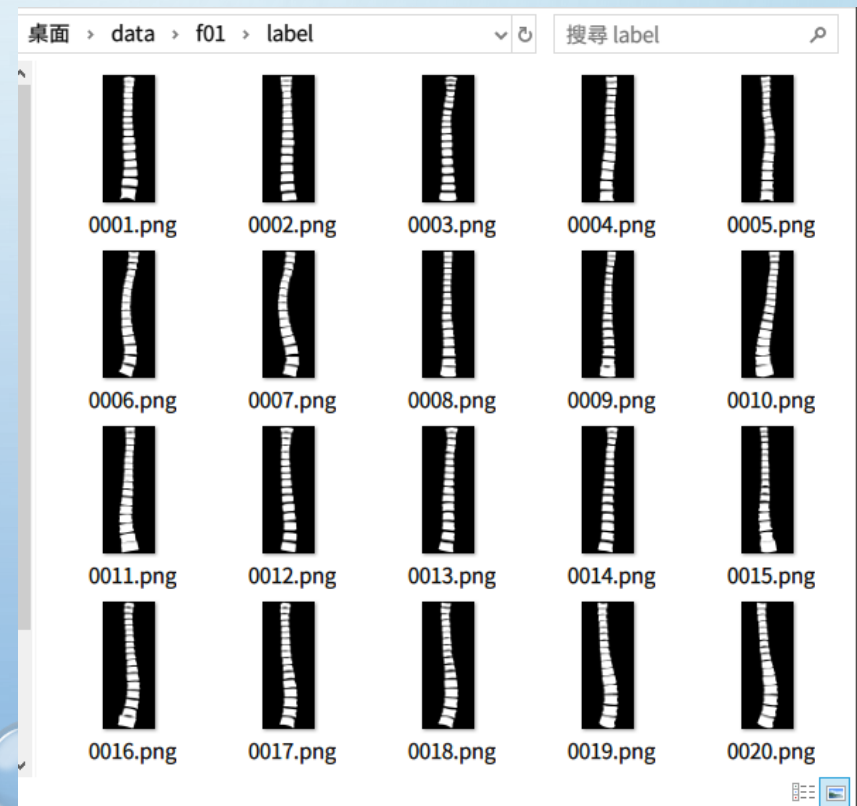 桌面 › data › f01 › label 搜尋 label
0001.png 0002.png 0003.png 0004.png 0005.png
0006.png 0007.png 0008.png 0009.png 0010.png
0011.png 0012.png 0013.png 0014.png 0015.png
0016.png 0017.png 0018.png 0019.png 0020.png